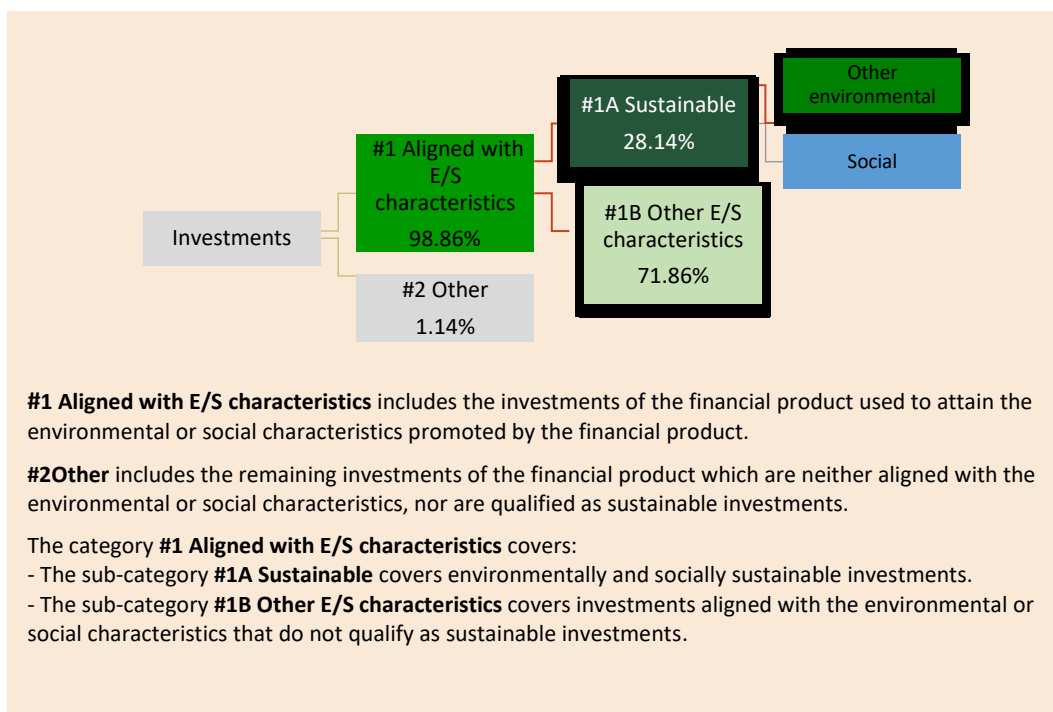 Investments
#1 Aligned with
E/S
characteristics
98.86%
#2 Other
1.14%
#1A Sustainable
28.14%
#1B Other E/S
characteristics
71.86%
Other
environmental
Social
#1 Aligned with E/S characteristics includes the investments of the financial product used to attain the
environmental or social characteristics promoted by the financial product.
#2Other includes the remaining investments of the financial product which are neither aligned with the
environmental or social characteristics, nor are qualified as sustainable investments.
The category #1 Aligned with E/S characteristics covers:
- The sub-category #1A Sustainable covers environmentally and socially sustainable investments.
- The sub-category #1B Other E/S characteristics covers investments aligned with the environmental or
social characteristics that do not qualify as sustainable investments.